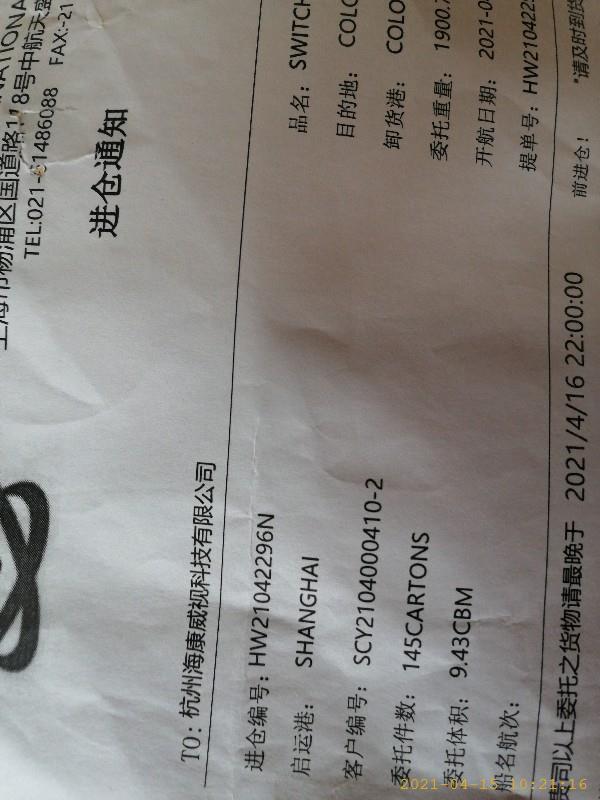 NATIONAL
上海市杨浦区国道路118号中航天盛
TEL:021-61486088 FAX:-21
进仓通知
TO: 杭州海康威视科技有限公司
进仓编号: HW21042296N 品名: SWITCH
启运港: SHANGHAI 目的地: COLO
客户编号: SCY2104000410-2 卸货港: COLO
委托件数: 145CARTONS 委托重量: 1900.
委托体积: 9.43CBM 开航日期: 2021-0
船名航次: 提单号: HW210422
贵司以上委托之货物请最晚于 2021/4/16 22:00:00 前进仓! "请及时到货
2021-04-15 10:21:16